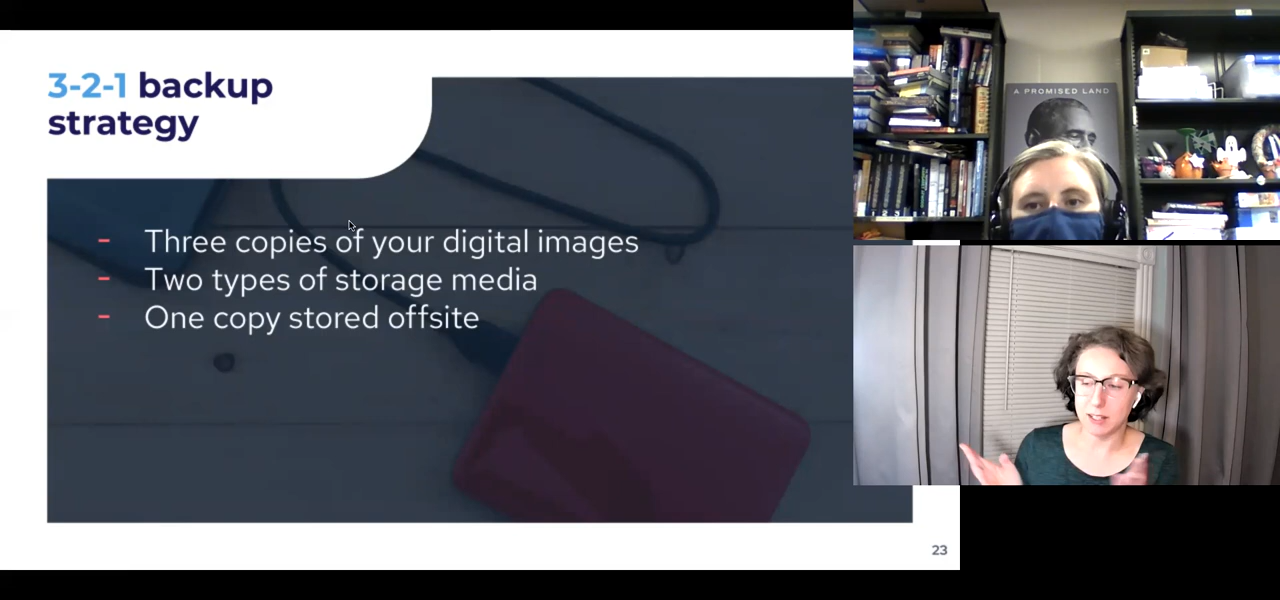 3-2-1 backup
strategy
- Three copies of your digital images
- Two types of storage media
- One copy stored offsite
23
A PROMISED LAND